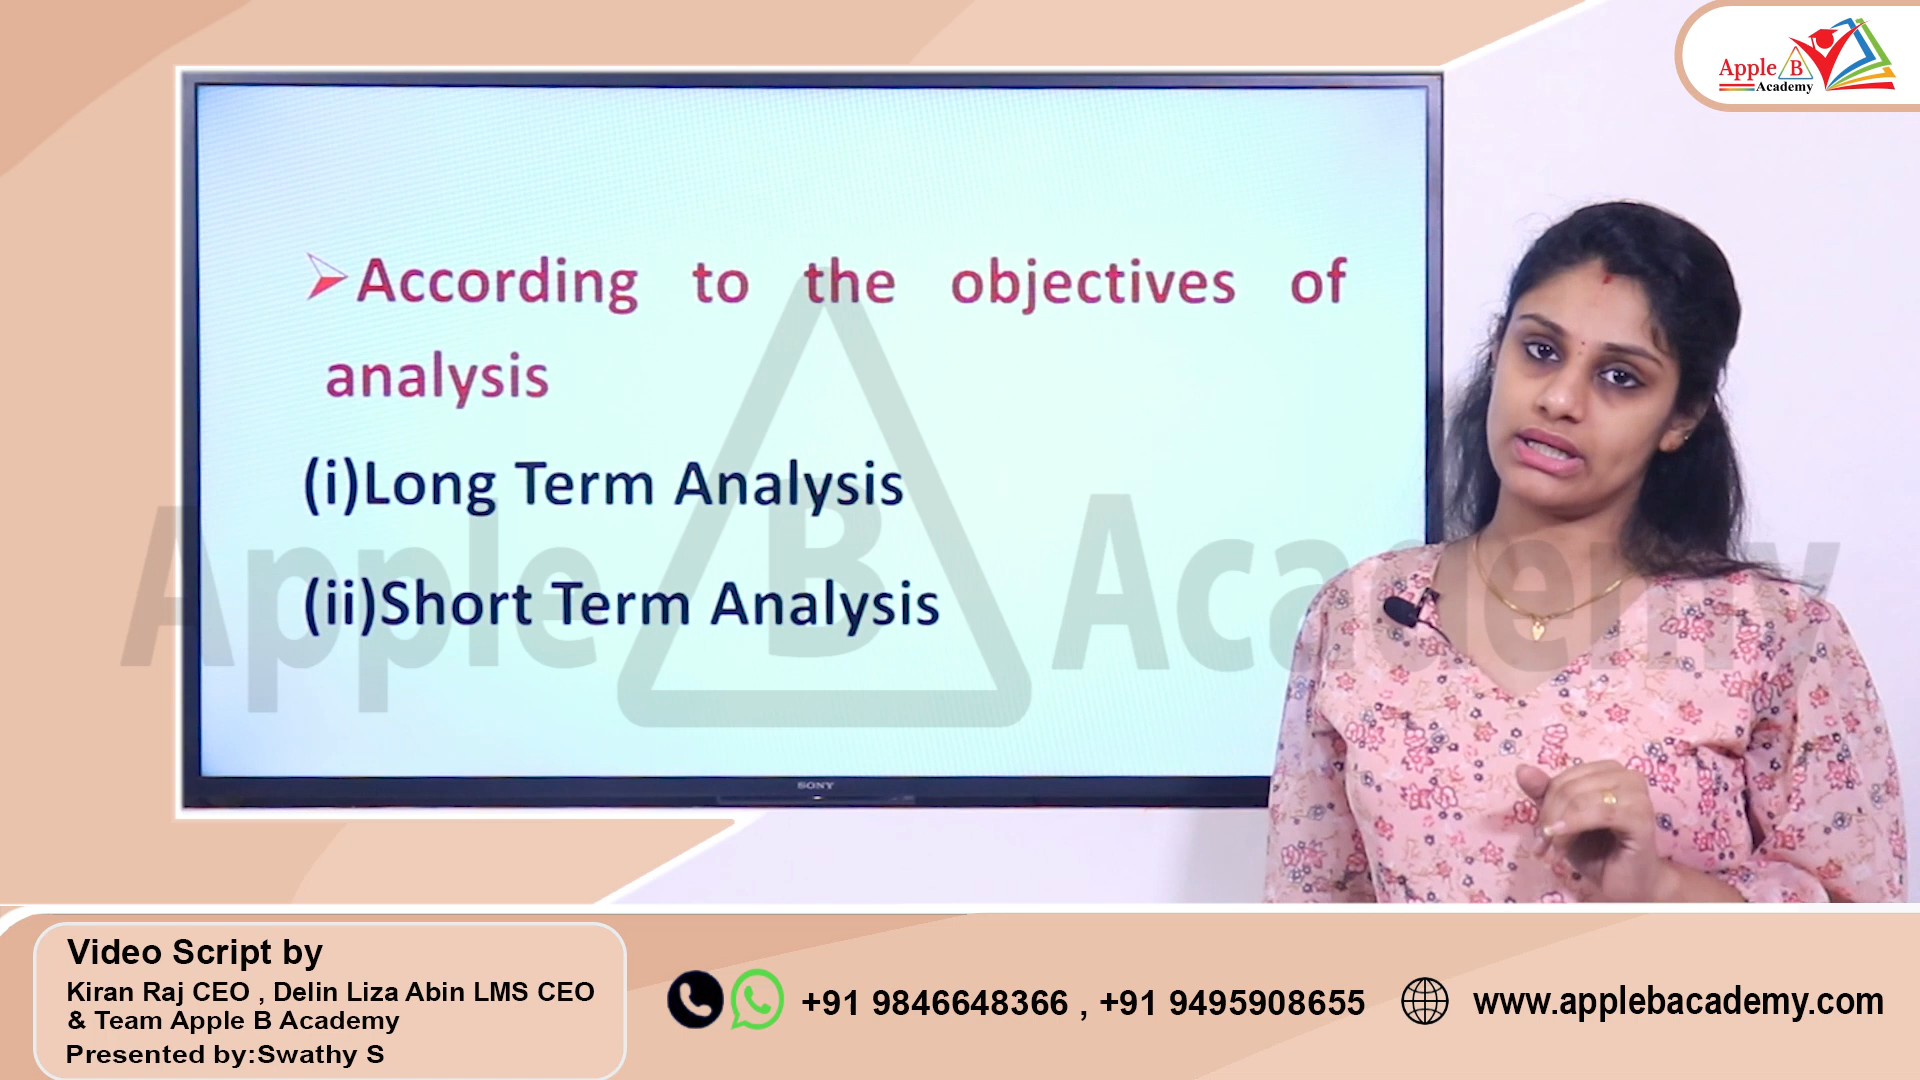 Apple B
Academy
➢According to the objectives of
analysis
(i)Long Term Analysis
(ii)Short Term Analysis
Apple B Academy
SONY
Video Script by
Kiran Raj CEO , Delin Liza Abin LMS CEO
& Team Apple B Academy
Presented by:Swathy S
+91 9846648366 , +91 9495908655
www.applebacademy.com